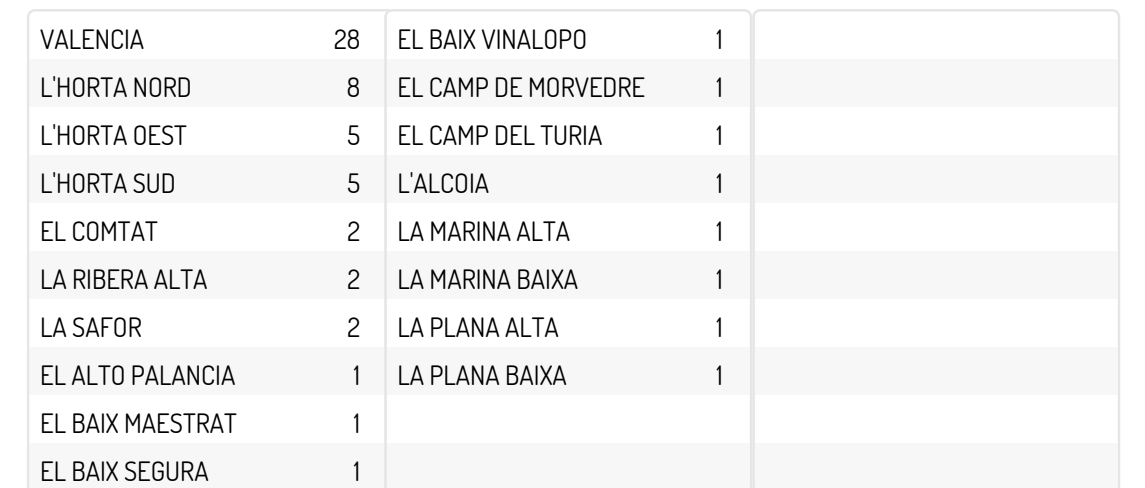 VALENCIA 28
L'HORTA NORD 8
L'HORTA OEST 5
L'HORTA SUD 5
EL COMTAT 2
LA RIBERA ALTA 2
LA SAFOR 2
EL ALTO PALANCIA 1
EL BAIX MAESTRAT 1
EL BAIX SEGURA 1
EL BAIX VINALOPO 1
EL CAMP DE MORVEDRE 1
EL CAMP DEL TURIA 1
L'ALCOIA 1
LA MARINA ALTA 1
LA MARINA BAIXA 1
LA PLANA ALTA 1
LA PLANA BAIXA 1